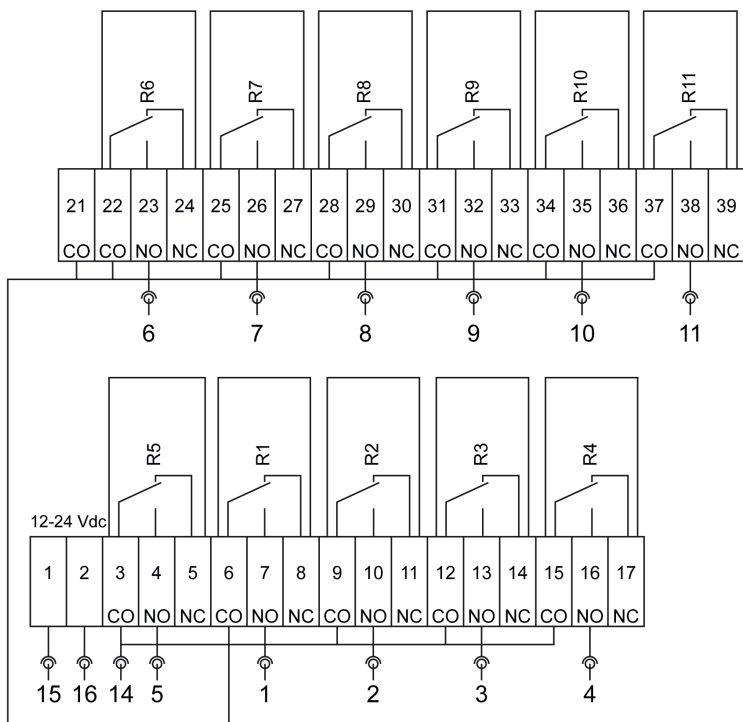 R6 R7 R8 R9 R10 R11
21 22 23 24 25 26 27 28 29 30 31 32 33 34 35 36 37 38 39
CO CO NO NC CO NO NC CO NO NC CO NO NC CO NO NC CO NO NC
6 7 8 9 10 11
R5 R1 R2 R3 R4
12-24 Vdc
1 2 3 4 5 6 7 8 9 10 11 12 13 14 15 16 17
CO NO NC CO NO NC CO NO NC CO NO NC CO NO NC
15 16 14 5 1 2 3 4